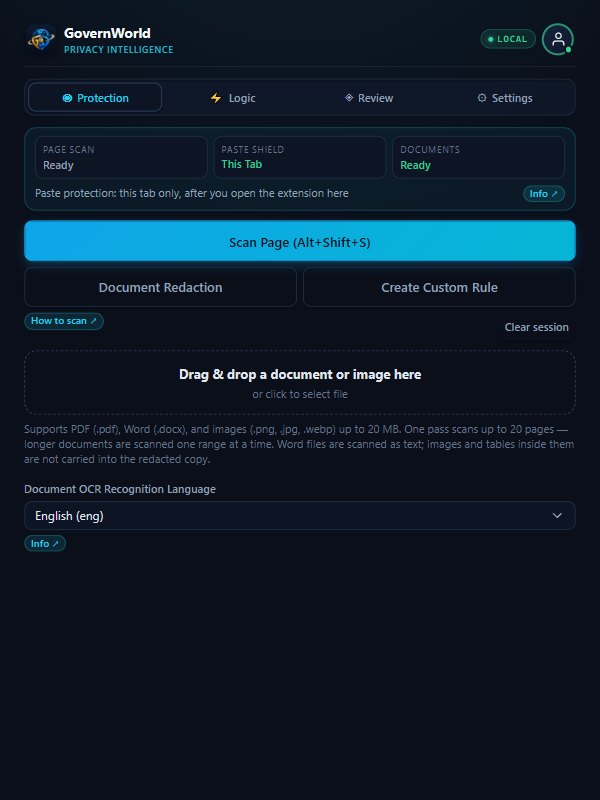 GovernWorld
PRIVACY INTELLIGENCE
LOCAL
Protection
Logic
Review
Settings
PAGE SCAN
Ready
PASTE SHIELD
This Tab
DOCUMENTS
Ready
Paste protection: this tab only, after you open the extension here
Info ↗
Scan Page (Alt+Shift+S)
Document Redaction
Create Custom Rule
How to scan ↗
Clear session
Drag & drop a document or image here
or click to select file
Supports PDF (.pdf), Word (.docx), and images (.png, .jpg, .webp) up to 20 MB. One pass scans up to 20 pages —
longer documents are scanned one range at a time. Word files are scanned as text; images and tables inside them
are not carried into the redacted copy.
Document OCR Recognition Language
English (eng)
Info ↗